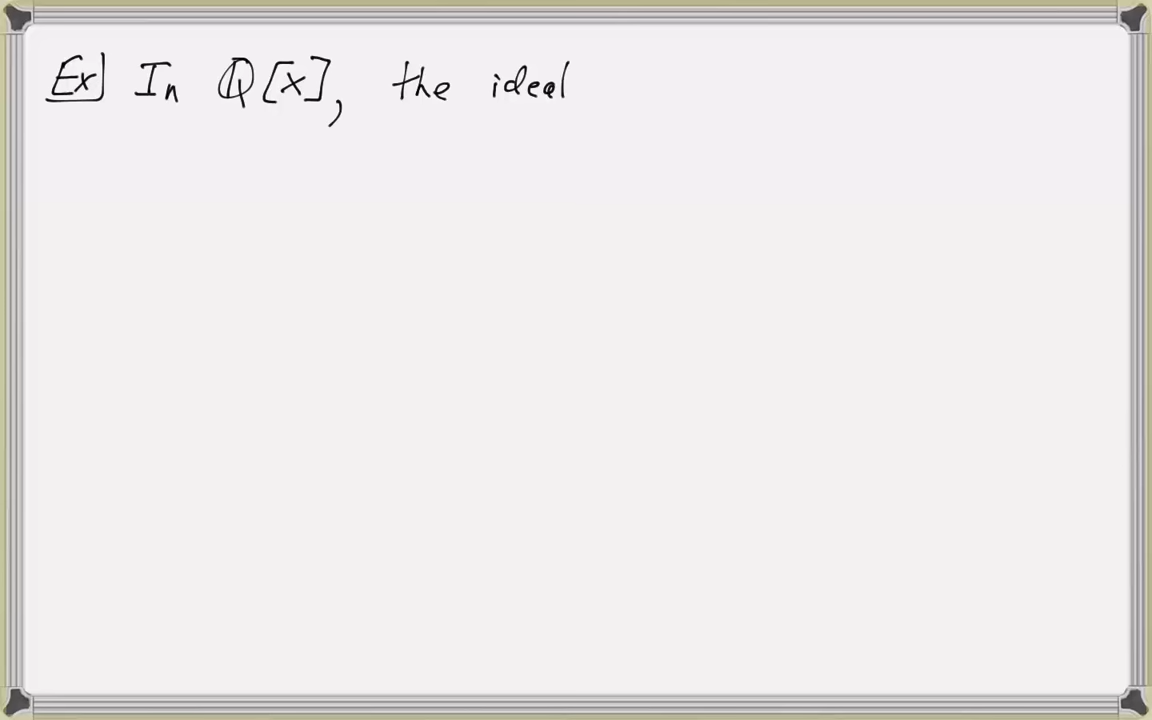 Ex] In ℚ[x], the ideal